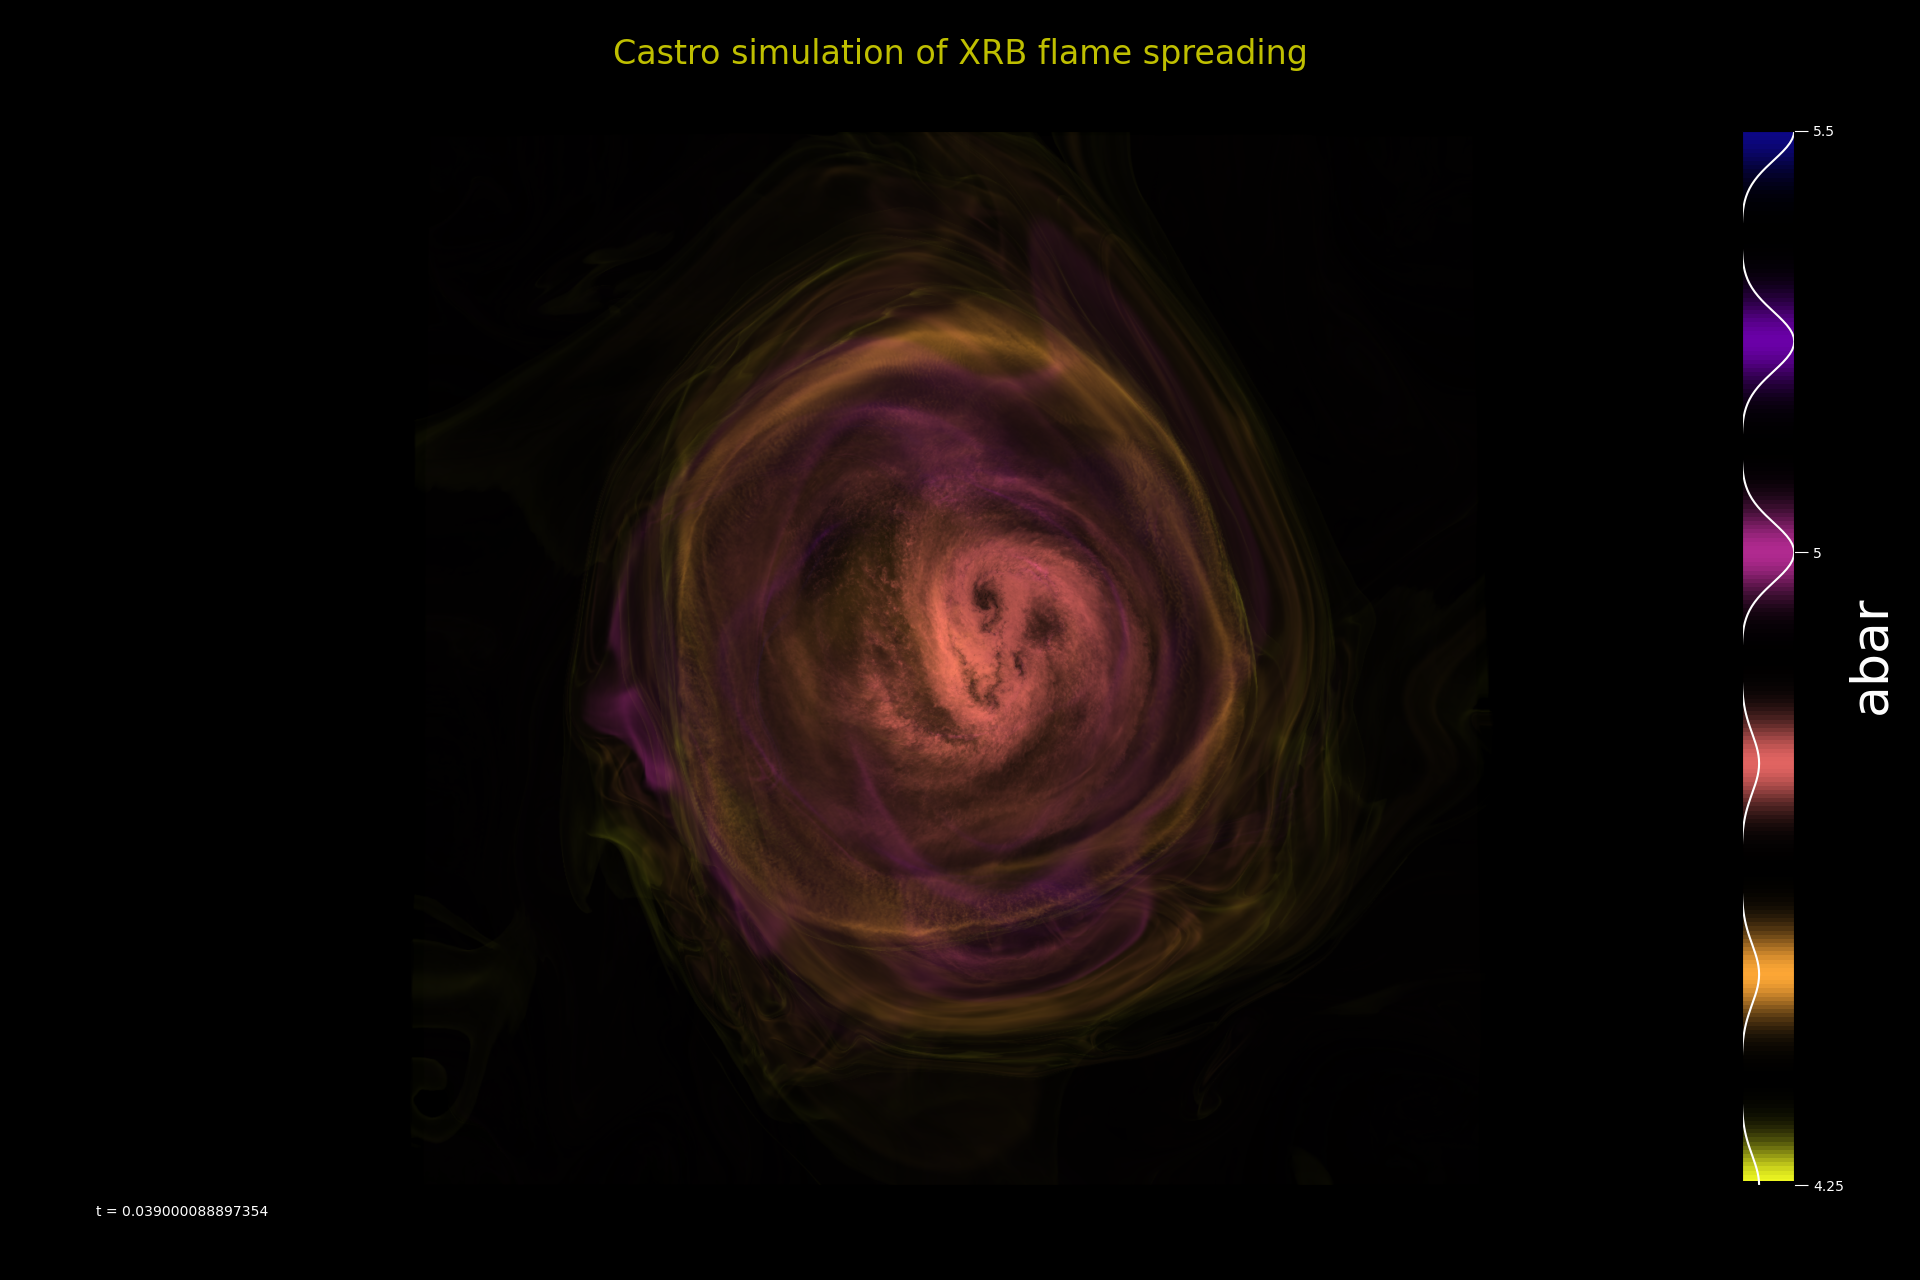 Castro simulation of XRB flame spreading
5.5
5
abar
4.25
t = 0.039000088897354